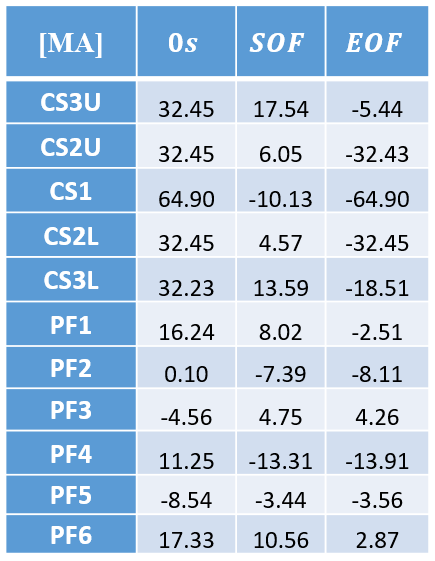 [MA] 0s SOF EOF
CS3U 32.45 17.54 -5.44
CS2U 32.45 6.05 -32.43
CS1 64.90 -10.13 -64.90
CS2L 32.45 4.57 -32.45
CS3L 32.23 13.59 -18.51
PF1 16.24 8.02 -2.51
PF2 0.10 -7.39 -8.11
PF3 -4.56 4.75 4.26
PF4 11.25 -13.31 -13.91
PF5 -8.54 -3.44 -3.56
PF6 17.33 10.56 2.87